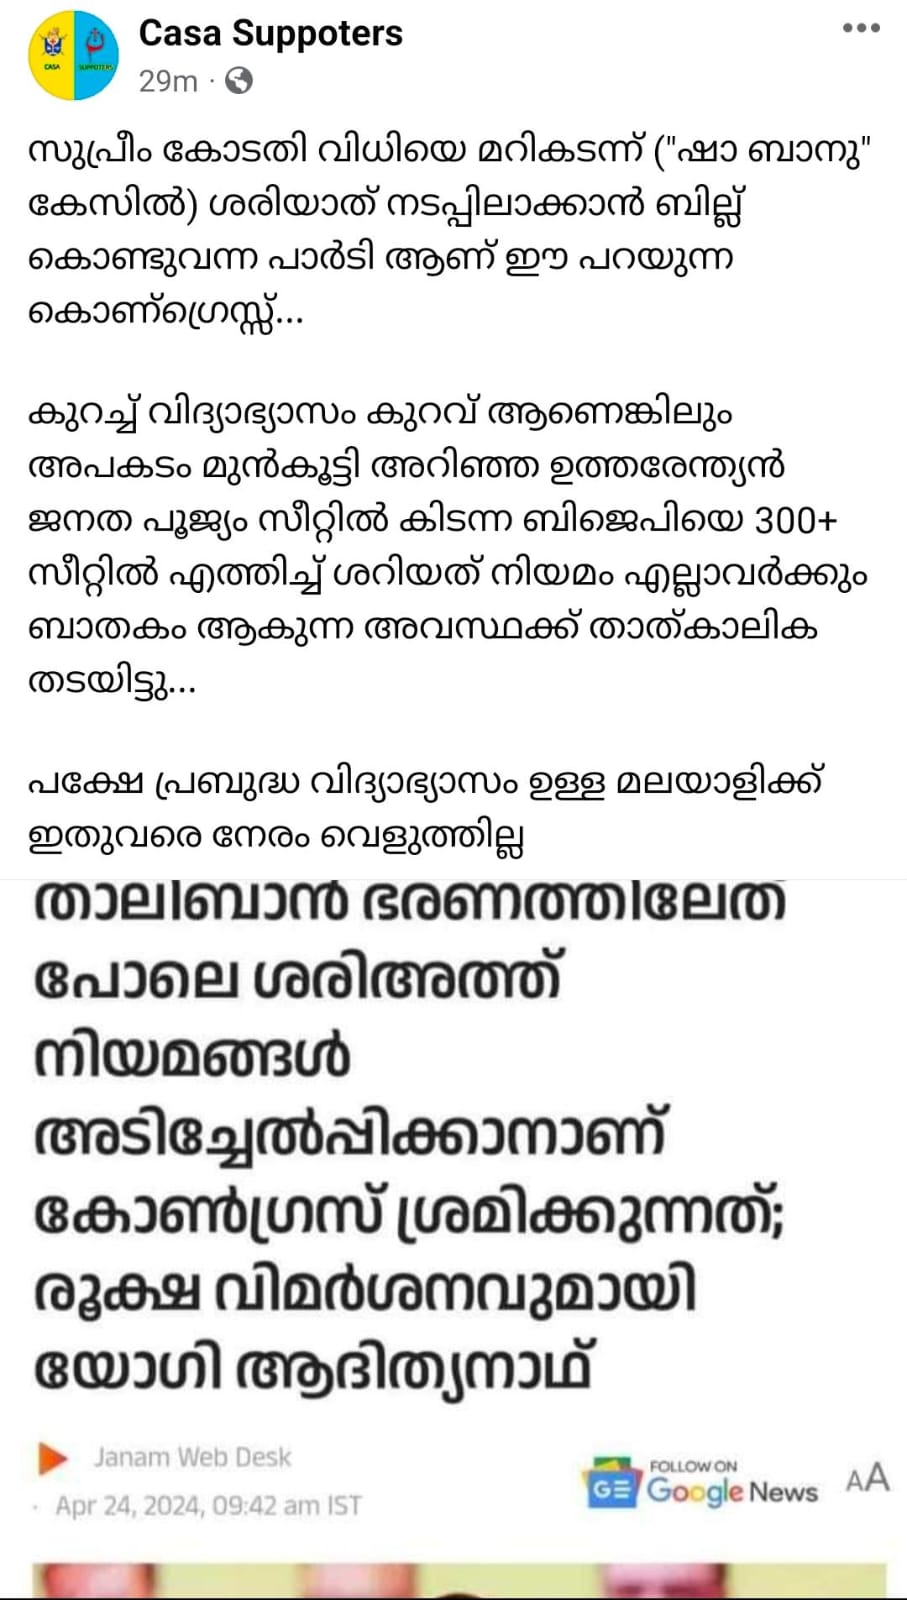 Casa Suppoters
29m ·
CASA
SUPPOTERS
സുപ്രീം കോടതി വിധിയെ മറികടന്ന് ("ഷാ ബാനു"
കേസിൽ) ശരിയാത് നടപ്പിലാക്കാൻ ബില്ല്
കൊണ്ടുവന്ന പാർടി ആണ് ഈ പറയുന്ന
കൊണ്ഗ്രെസ്സ്...
കുറച്ച് വിദ്യാഭ്യാസം കുറവ് ആണെങ്കിലും
അപകടം മുൻകൂട്ടി അറിഞ്ഞ ഉത്തരേന്ത്യൻ
ജനത പൂജ്യം സീറ്റിൽ കിടന്ന ബിജെപിയെ 300+
സീറ്റിൽ എത്തിച്ച് ശറിയത് നിയമം എല്ലാവർക്കും
ബാതകം ആകുന്ന അവസ്ഥക്ക് താത്കാലിക
തടയിട്ടു...
പക്ഷേ പ്രബുദ്ധ വിദ്യാഭ്യാസം ഉള്ള മലയാളിക്ക്
ഇതുവരെ നേരം വെളുത്തില്ല
താലിബാൻ ഭരണത്തിലേത്
പോലെ ശരിഅത്ത്
നിയമങ്ങൾ
അടിച്ചേൽപ്പിക്കാനാണ്
കോൺഗ്രസ് ശ്രമിക്കുന്നത്;
രൂക്ഷ വിമർശനവുമായി
യോഗി ആദിത്യനാഥ്
Janam Web Desk
Apr 24, 2024, 09:42 am IST
FOLLOW ON
GE Google News
AA